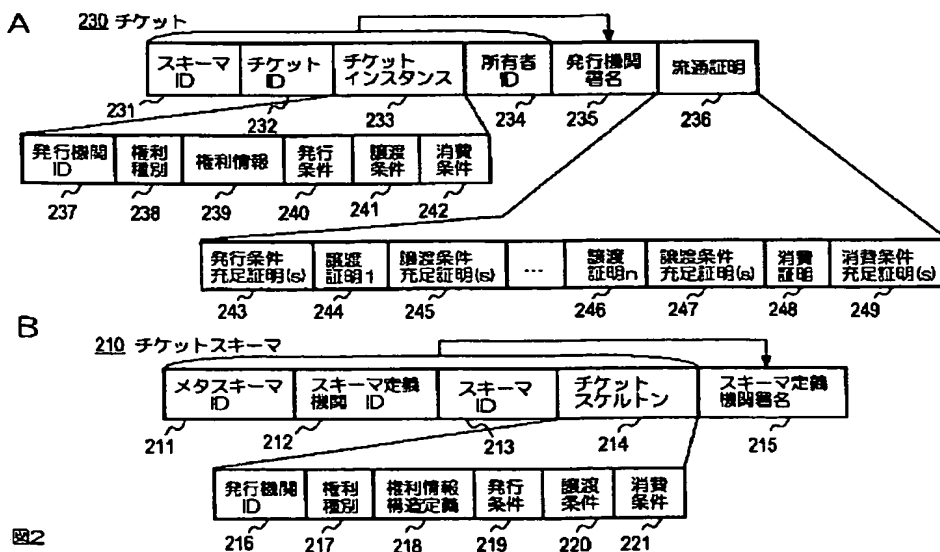 A
230 チケット
スキーマ ID
チケット ID
チケット インスタンス
所有者 ID
発行機関 署名
流通証明
231
232
233
234
235
236
発行機関 ID
権利 種別
権利情報
発行 条件
譲渡 条件
消費 条件
237
238
239
240
241
242
発行条件 充足証明(s)
譲渡 証明1
譲渡条件 充足証明(s)
...
譲渡 証明n
譲渡条件 充足証明(s)
消費 証明
消費条件 充足証明(s)
243
244
245
246
247
248
249
B
210 チケットスキーマ
メタスキーマ ID
スキーマ定義 機関 ID
スキーマ ID
チケット スケルトン
スキーマ定義 機関署名
211
212
213
214
215
発行機関 ID
権利 種別
権利情報 構造定義
発行 条件
譲渡 条件
消費 条件
216
217
218
219
220
221
図2